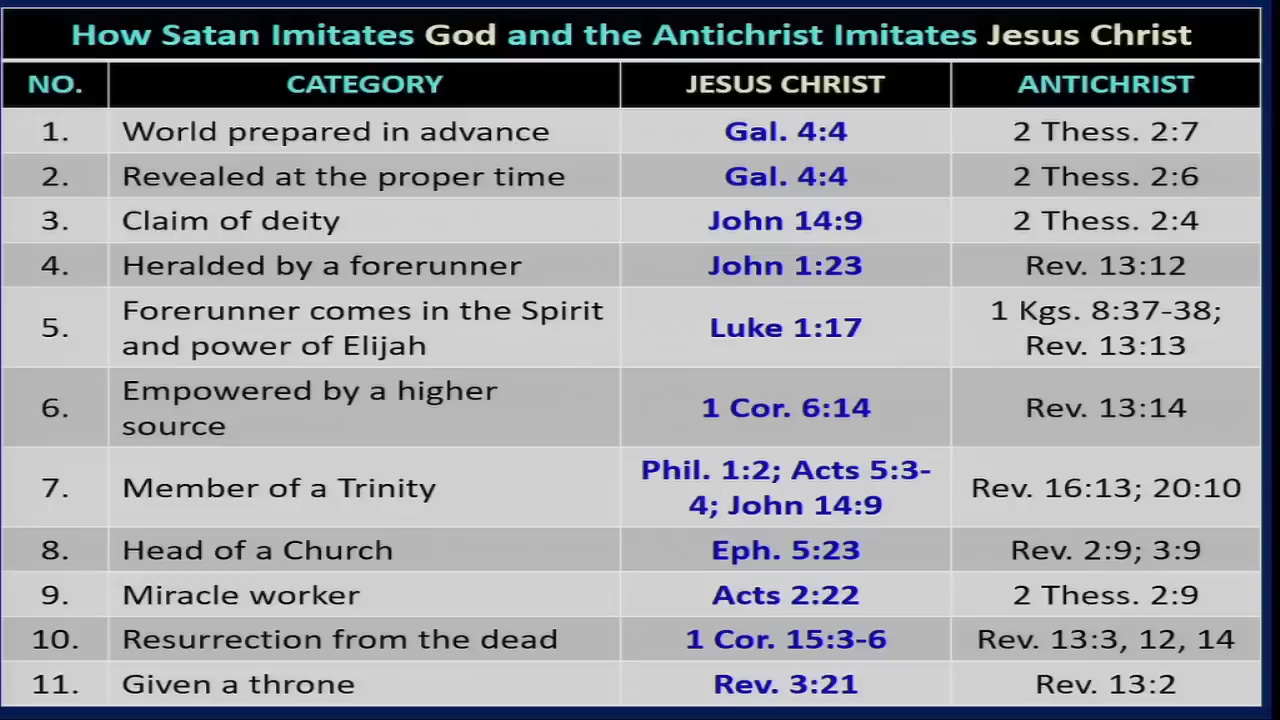 How Satan Imitates God and the Antichrist Imitates Jesus Christ
NO. CATEGORY JESUS CHRIST ANTICHRIST
1. World prepared in advance Gal. 4:4 2 Thess. 2:7
2. Revealed at the proper time Gal. 4:4 2 Thess. 2:6
3. Claim of deity John 14:9 2 Thess. 2:4
4. Heralded by a forerunner John 1:23 Rev. 13:12
5. Forerunner comes in the Spirit
and power of Elijah Luke 1:17 1 Kgs. 8:37-38;
Rev. 13:13
6. Empowered by a higher
source 1 Cor. 6:14 Rev. 13:14
7. Member of a Trinity Phil. 1:2; Acts 5:3-
4; John 14:9 Rev. 16:13; 20:10
8. Head of a Church Eph. 5:23 Rev. 2:9; 3:9
9. Miracle worker Acts 2:22 2 Thess. 2:9
10. Resurrection from the dead 1 Cor. 15:3-6 Rev. 13:3, 12, 14
11. Given a throne Rev. 3:21 Rev. 13:2